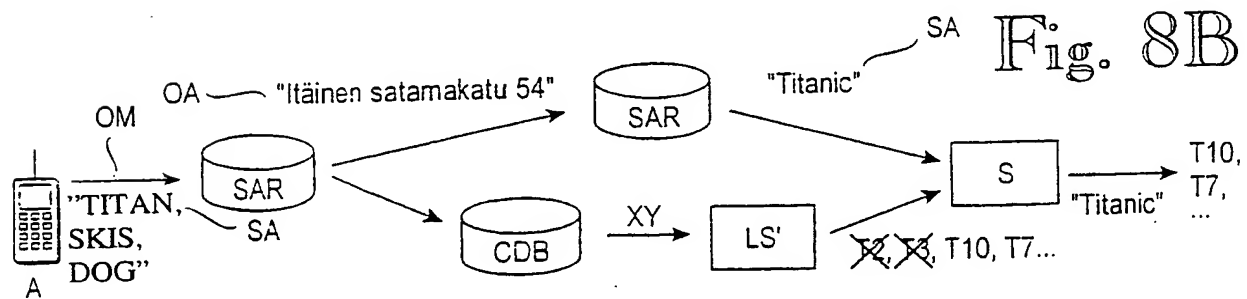 Fig. 8B
SA
OA
"Itäinen satamakatu 54"
"Titanic"
OM
SAR
SAR
"TITAN,
SKIS,
DOG"
SA
A
CDB
XY
LS'
T2, T3, T10, T7...
S
"Titanic"
T10,
T7,
...